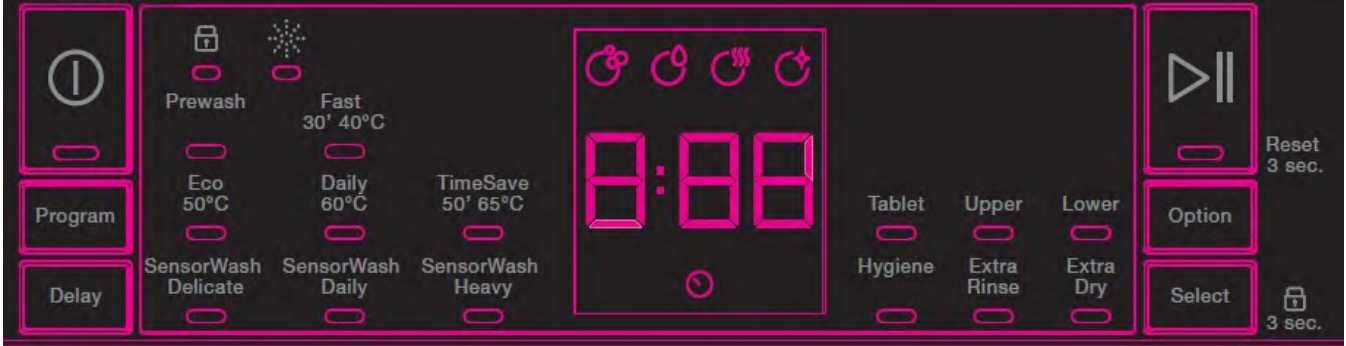 Prewash
Fast
30' 40°C
Reset
3 sec.
Eco
50°C
Daily
60°C
TimeSave
50' 65°C
8:88
Program
Tablet
Upper
Lower
Option
SensorWash
Delicate
SensorWash
Daily
SensorWash
Heavy
Hygiene
Extra
Rinse
Extra
Dry
Delay
Select
3 sec.